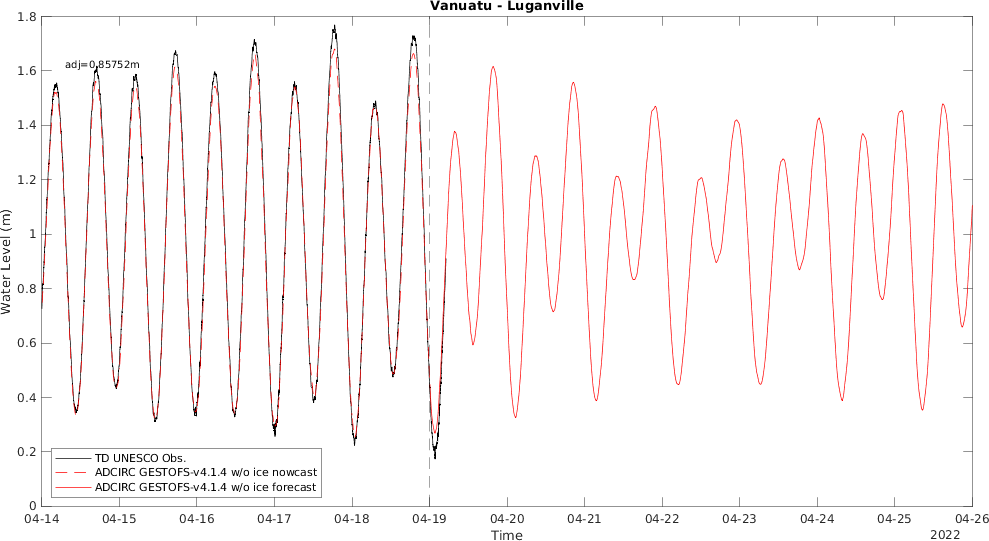 Vanuatu - Luganville
1.8
1.6
1.4
1.2
1
0.8
0.6
0.4
0.2
0
Water Level (m)
adj=0.85752m
TD UNESCO Obs.
ADCIRC GESTOFS-v4.1.4 w/o ice nowcast
ADCIRC GESTOFS-v4.1.4 w/o ice forecast
04-14 04-15 04-16 04-17 04-18 04-19 04-20 04-21 04-22 04-23 04-24 04-25 04-26
Time
2022